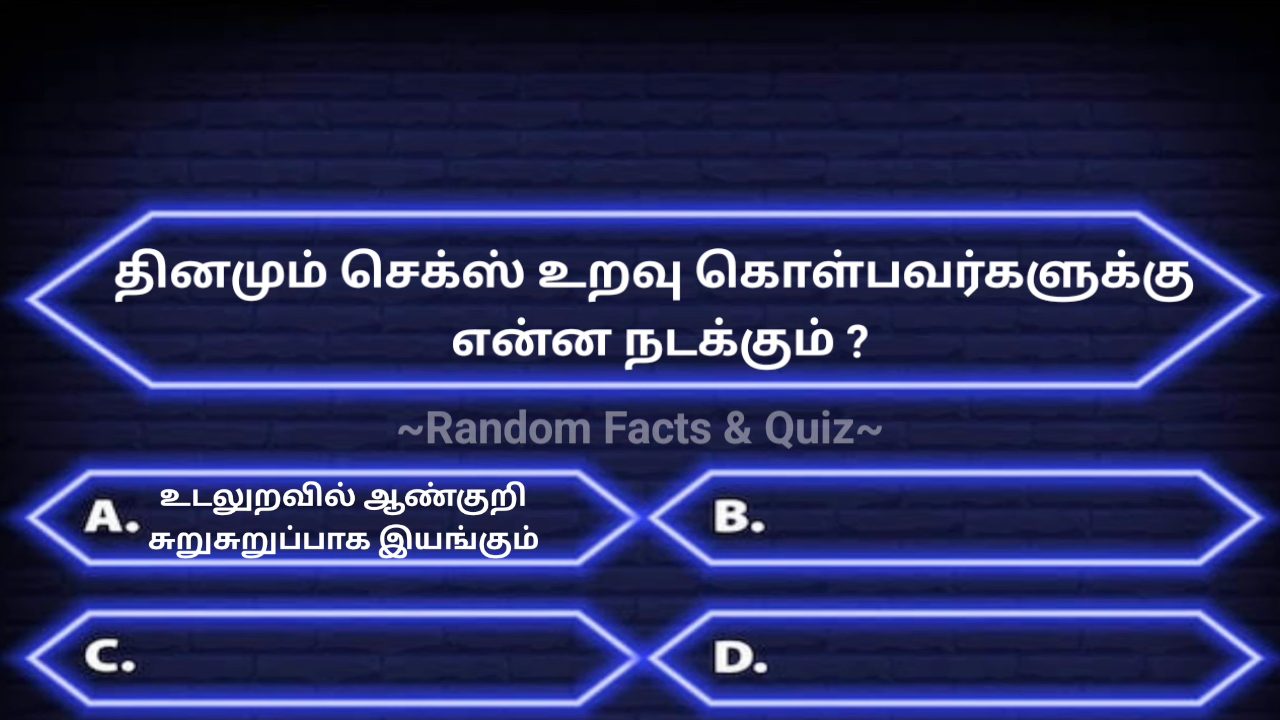 தினமும் செக்ஸ் உறவு கொள்பவர்களுக்கு
என்ன நடக்கும் ?
~Random Facts & Quiz~
A. உடலுறவில் ஆண்குறி
சுறுசுறுப்பாக இயங்கும்
B.
C.
D.